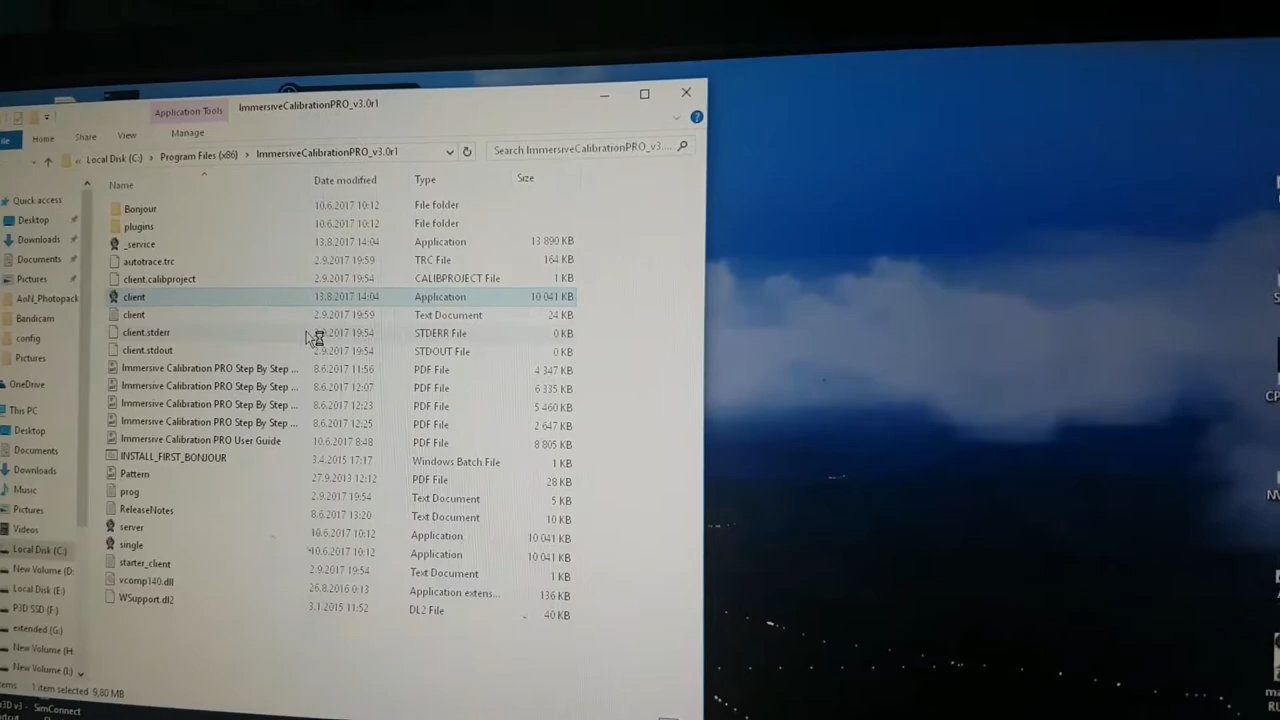 Application Tools ImmersiveCalibrationPRO_v3.0r1
Home Share View Manage
Local Disk (C:) Program Files (x86) ImmersiveCalibrationPRO_v3.0r1 Search ImmersiveCalibrationPRO_v3....
Name Date modified Type Size
Bonjour 10.6.2017 10:12 File folder
plugins 10.6.2017 10:12 File folder
_service 13.8.2017 14:04 Application 13 890 KB
autotrace.trc 2.9.2017 19:59 TRC File 164 KB
client.calibproject 2.9.2017 19:54 CALIBPROJECT File 1 KB
client 13.8.2017 14:04 Application 10 041 KB
client 2.9.2017 19:59 Text Document 24 KB
client.stderr 2.9.2017 19:54 STDERR File 0 KB
client.stdout 2.9.2017 19:54 STDOUT File 0 KB
Immersive Calibration PRO Step By Step ... 8.6.2017 11:56 PDF File 4 347 KB
Immersive Calibration PRO Step By Step ... 8.6.2017 12:07 PDF File 6 335 KB
Immersive Calibration PRO Step By Step ... 8.6.2017 12:23 PDF File 5 460 KB
Immersive Calibration PRO Step By Step ... 8.6.2017 12:25 PDF File 2 647 KB
Immersive Calibration PRO User Guide 10.6.2017 8:48 PDF File 8 805 KB
INSTALL_FIRST_BONJOUR 3.4.2015 17:17 Windows Batch File 1 KB
Pattern 27.9.2013 12:12 PDF File 28 KB
prog 2.9.2017 19:54 Text Document 5 KB
ReleaseNotes 8.6.2017 13:20 Text Document 10 KB
server 10.6.2017 10:12 Application 10 041 KB
single 10.6.2017 10:12 Application 10 041 KB
starter_client 2.9.2017 19:54 Text Document 1 KB
vcomp140.dll 26.8.2016 0:13 Application extens... 136 KB
WSupport.dl2 3.1.2015 11:52 DL2 File 40 KB
Quick access
Desktop
Downloads
Documents
Pictures
AoN_Photopack
Bandicam
config
Pictures
OneDrive
This PC
Desktop
Documents
Downloads
Music
Pictures
Videos
Local Disk (C:)
New Volume (D:
Local Disk (E:)
P3D SSD (F:)
extended (G:)
New Volume (H:
New Volume (I:)
1 item selected 9,80 MB
SimConnect